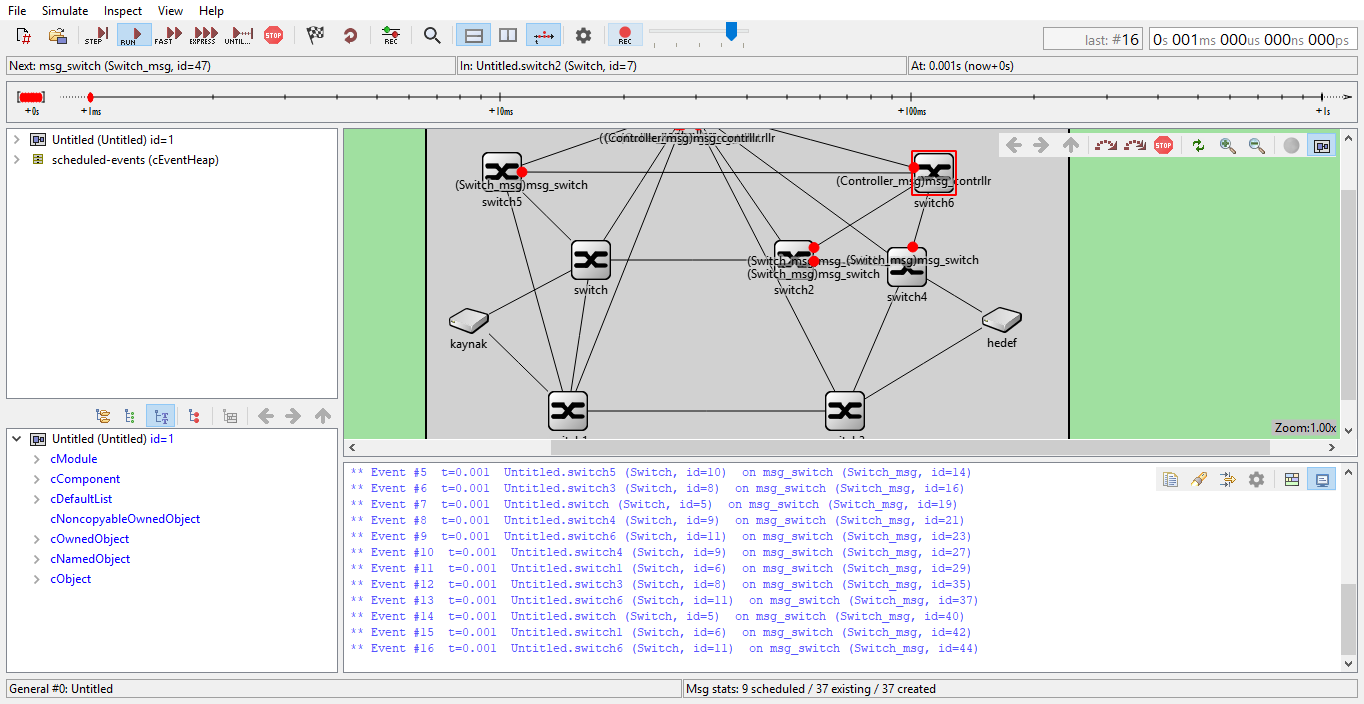 File Simulate Inspect View Help
STEP RUN FAST EXPRESS UNTIL... STOP REC REC
last: #16 0s 001ms 000us 000ns 000ps
Next: msg_switch (Switch_msg, id=47) In: Untitled.switch2 (Switch, id=7) At: 0.001s (now+0s)
+0s +1ms +10ms +100ms +1s
Untitled (Untitled) id=1
scheduled-events (cEventHeap)
Untitled (Untitled) id=1
cModule
cComponent
cDefaultList
cNoncopyableOwnedObject
cOwnedObject
cNamedObject
cObject
STOP
(Switch_msg)msg_switch
switch5
(Controller_msg)msg_contrllr
switch6
switch
(Switch_msg)msg_switch
(Switch_msg)msg_switch
switch2
switch4
kaynak
hedef
Zoom:1.00x
** Event #5 t=0.001 Untitled.switch5 (Switch, id=10) on msg_switch (Switch_msg, id=14)
** Event #6 t=0.001 Untitled.switch3 (Switch, id=8) on msg_switch (Switch_msg, id=16)
** Event #7 t=0.001 Untitled.switch (Switch, id=5) on msg_switch (Switch_msg, id=19)
** Event #8 t=0.001 Untitled.switch4 (Switch, id=9) on msg_switch (Switch_msg, id=21)
** Event #9 t=0.001 Untitled.switch6 (Switch, id=11) on msg_switch (Switch_msg, id=23)
** Event #10 t=0.001 Untitled.switch4 (Switch, id=9) on msg_switch (Switch_msg, id=27)
** Event #11 t=0.001 Untitled.switch1 (Switch, id=6) on msg_switch (Switch_msg, id=29)
** Event #12 t=0.001 Untitled.switch3 (Switch, id=8) on msg_switch (Switch_msg, id=35)
** Event #13 t=0.001 Untitled.switch6 (Switch, id=11) on msg_switch (Switch_msg, id=37)
** Event #14 t=0.001 Untitled.switch (Switch, id=5) on msg_switch (Switch_msg, id=40)
** Event #15 t=0.001 Untitled.switch1 (Switch, id=6) on msg_switch (Switch_msg, id=42)
** Event #16 t=0.001 Untitled.switch6 (Switch, id=11) on msg_switch (Switch_msg, id=44)
General #0: Untitled Msg stats: 9 scheduled / 37 existing / 37 created